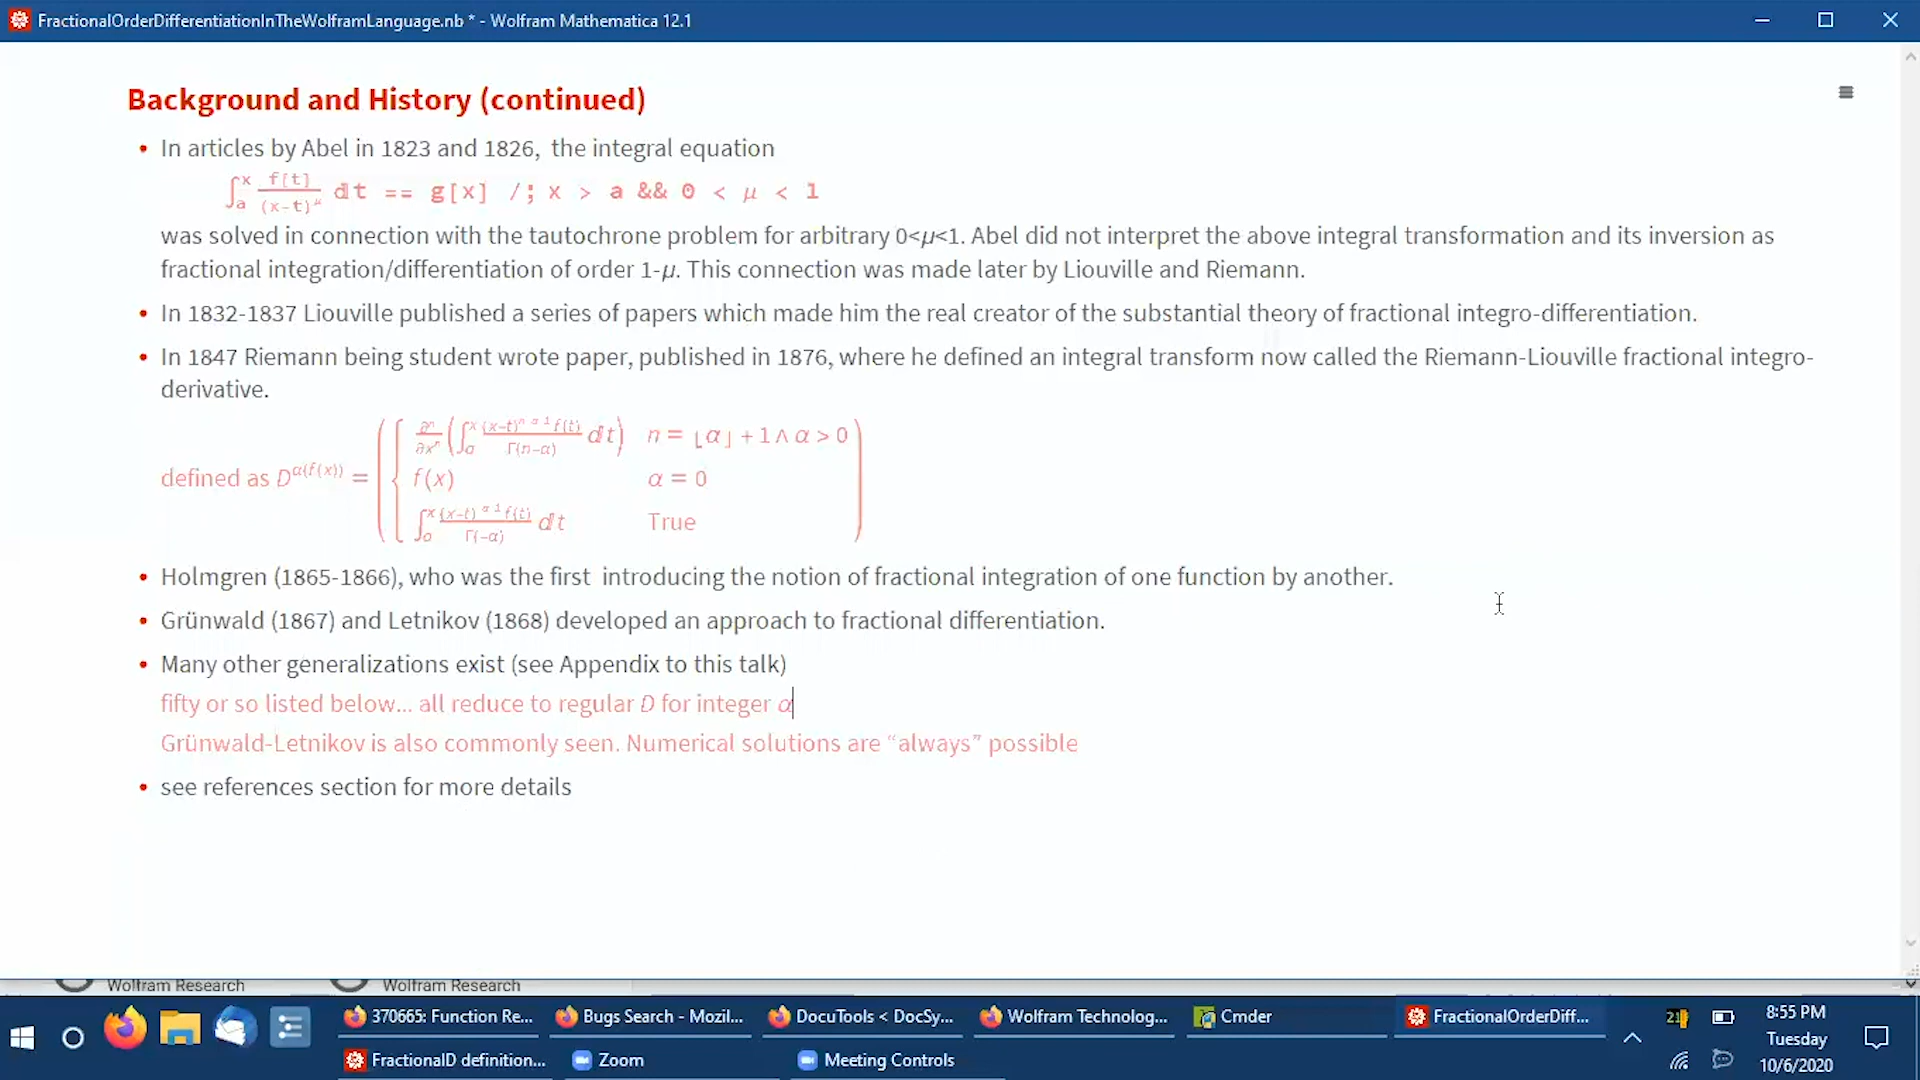 FractionalOrderDifferentiationInTheWolframLanguage.nb * - Wolfram Mathematica 12.1
Background and History (continued)
• In articles by Abel in 1823 and 1826, the integral equation
∫ₐˣ f[t]/(x-t)^μ ⅆt == g[x] /; x > a && 0 < μ < 1
was solved in connection with the tautochrone problem for arbitrary 0<μ<1. Abel did not interpret the above integral transformation and its inversion as
fractional integration/differentiation of order 1-μ. This connection was made later by Liouville and Riemann.
• In 1832-1837 Liouville published a series of papers which made him the real creator of the substantial theory of fractional integro-differentiation.
• In 1847 Riemann being student wrote paper, published in 1876, where he defined an integral transform now called the Riemann-Liouville fractional integro-
derivative.
∂ⁿ/∂xⁿ (∫ₐˣ (x-t)^(n α 1) f(t)/Γ(n-α) ⅆt) n = ⌊α⌋ + 1 ∧ α > 0
defined as D^α(f(x)) = f(x) α = 0
∫ₐˣ (x-t)^(α 1) f(t)/Γ(-α) ⅆt True
• Holmgren (1865-1866), who was the first introducing the notion of fractional integration of one function by another.
• Grünwald (1867) and Letnikov (1868) developed an approach to fractional differentiation.
• Many other generalizations exist (see Appendix to this talk)
fifty or so listed below... all reduce to regular D for integer α
Grünwald-Letnikov is also commonly seen. Numerical solutions are “always” possible
• see references section for more details
Wolfram Research Wolfram Research
370665: Function Re... Bugs Search - Mozil... DocuTools < DocSy... Wolfram Technolog... Cmder FractionalOrderDiff...
FractionalD definition... Zoom Meeting Controls
21
8:55 PM
Tuesday
10/6/2020